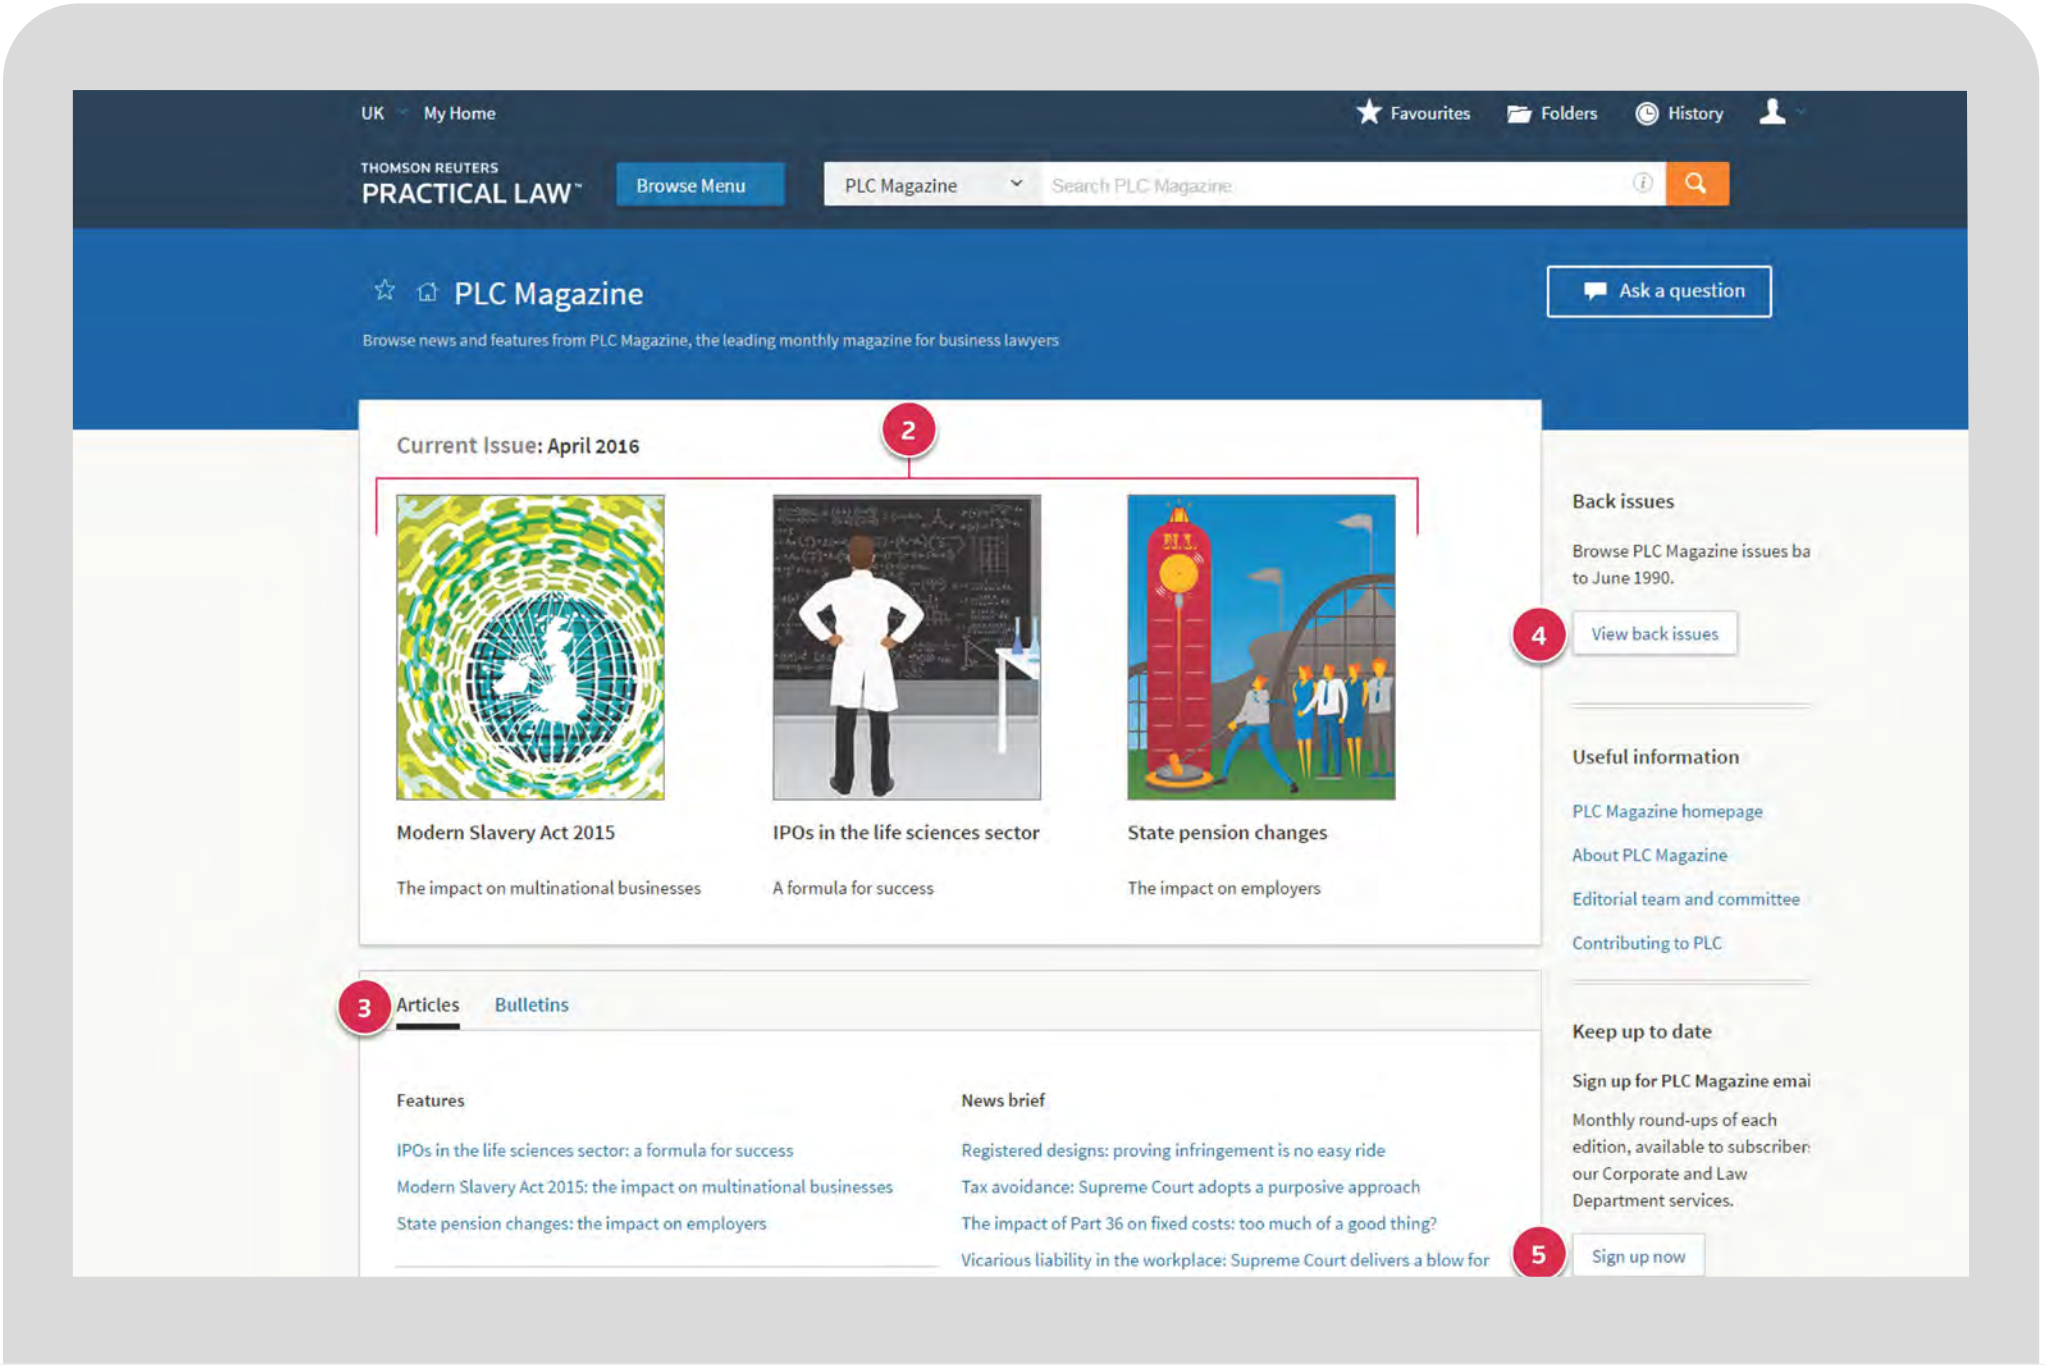 UK My Home Favourites Folders History
THOMSON REUTERS
PRACTICAL LAW™
Browse Menu
PLC Magazine
Search PLC Magazine
PLC Magazine
Ask a question
Browse news and features from PLC Magazine, the leading monthly magazine for business lawyers
Current Issue: April 2016
2
Modern Slavery Act 2015
The impact on multinational businesses
IPOs in the life sciences sector
A formula for success
State pension changes
The impact on employers
3
Articles Bulletins
Features
IPOs in the life sciences sector: a formula for success
Modern Slavery Act 2015: the impact on multinational businesses
State pension changes: the impact on employers
News brief
Registered designs: proving infringement is no easy ride
Tax avoidance: Supreme Court adopts a purposive approach
The impact of Part 36 on fixed costs: too much of a good thing?
Vicarious liability in the workplace: Supreme Court delivers a blow for
Back issues
Browse PLC Magazine issues ba
to June 1990.
4
View back issues
Useful information
PLC Magazine homepage
About PLC Magazine
Editorial team and committee
Contributing to PLC
Keep up to date
Sign up for PLC Magazine emai
Monthly round-ups of each
edition, available to subscriber
our Corporate and Law
Department services.
5
Sign up now